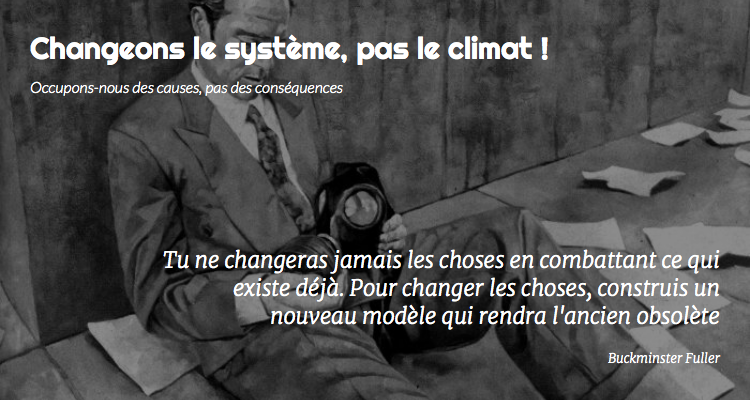 Changeons le système, pas le climat !
Occupons-nous des causes, pas des conséquences
Tu ne changeras jamais les choses en combattant ce qui
existe déjà. Pour changer les choses, construis un
nouveau modèle qui rendra l'ancien obsolète
Buckminster Fuller